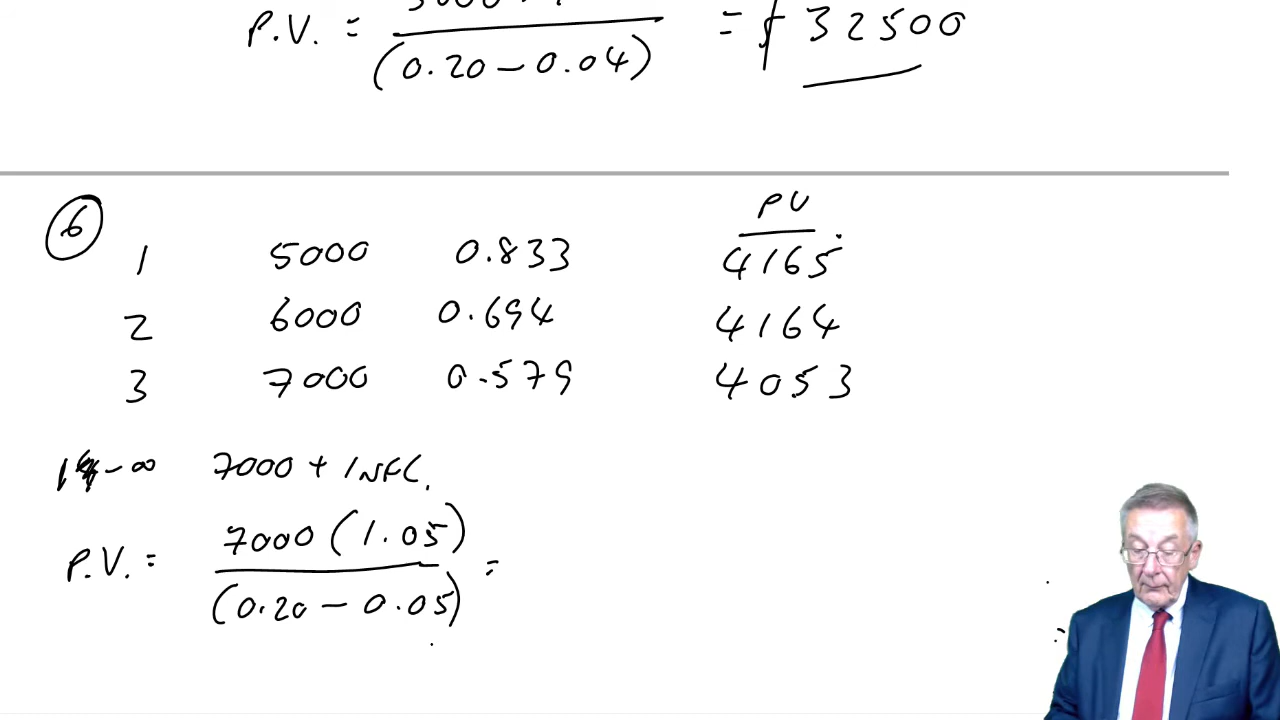 P.V. = (0.20 - 0.04) = $ 32500
6
PV
1 5000 0.833 4165
2 6000 0.694 4164
3 7000 0.579 4053
- ∞ 7000 + INFL.
P.V. = 7000 (1.05) =
(0.20 - 0.05)